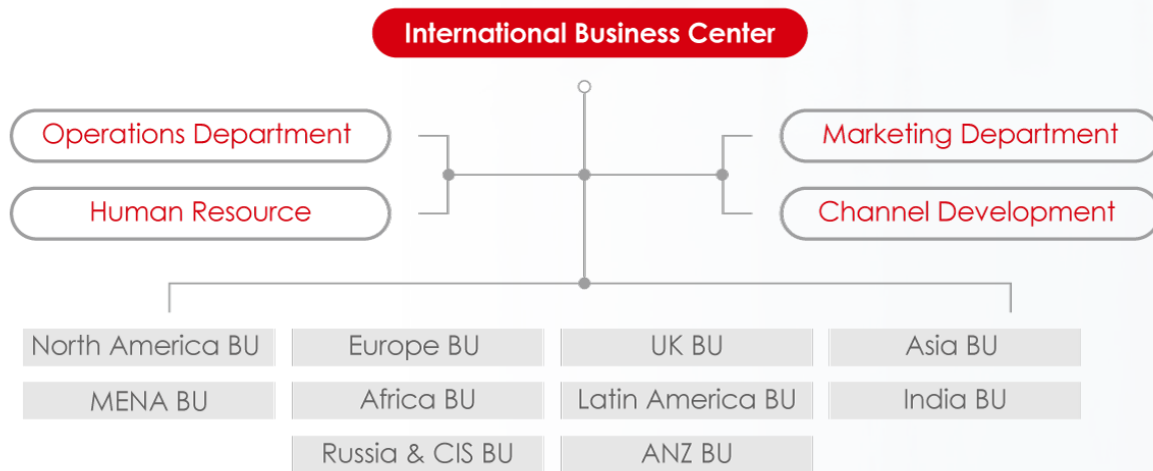 International Business Center
Operations Department
Marketing Department
Human Resource
Channel Development
North America BU
Europe BU
UK BU
Asia BU
MENA BU
Africa BU
Latin America BU
India BU
Russia & CIS BU
ANZ BU